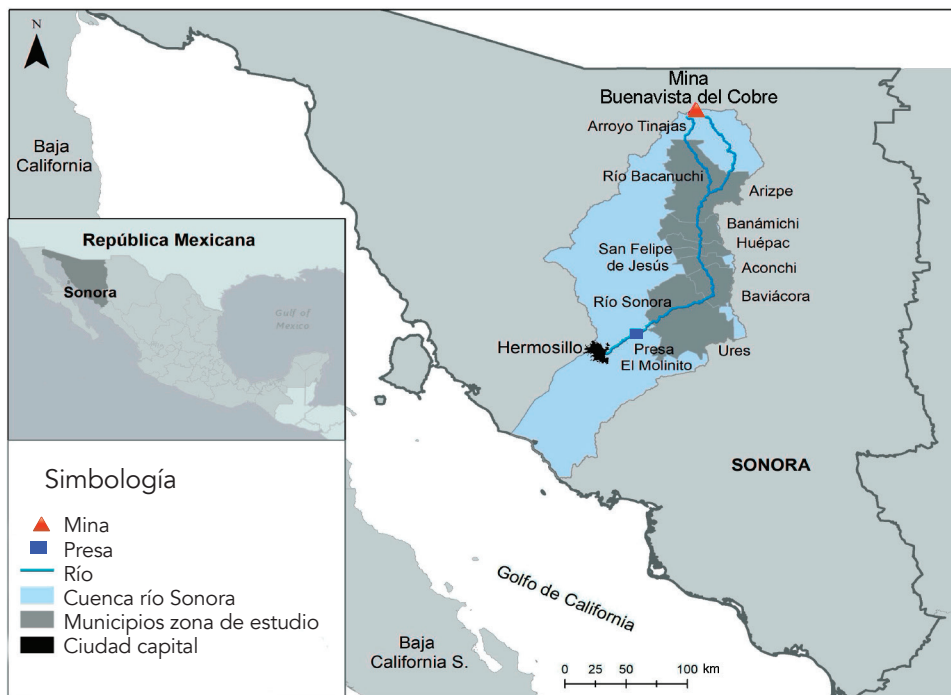 N
Mina
Buenavista del Cobre
Arroyo Tinajas
Baja
California
Río Bacanuchi
Arizpe
Banámichi
Huépac
San Felipe
de Jesús
Aconchi
Río Sonora
Baviácora
Hermosillo
Presa
El Molinito
Ures
República Mexicana
Sonora
Gulf of
Mexico
SONORA
Simbología
Mina
Presa
Río
Cuenca río Sonora
Municipios zona de estudio
Ciudad capital
Golfo de California
Baja
California S.
0 25 50 100 km